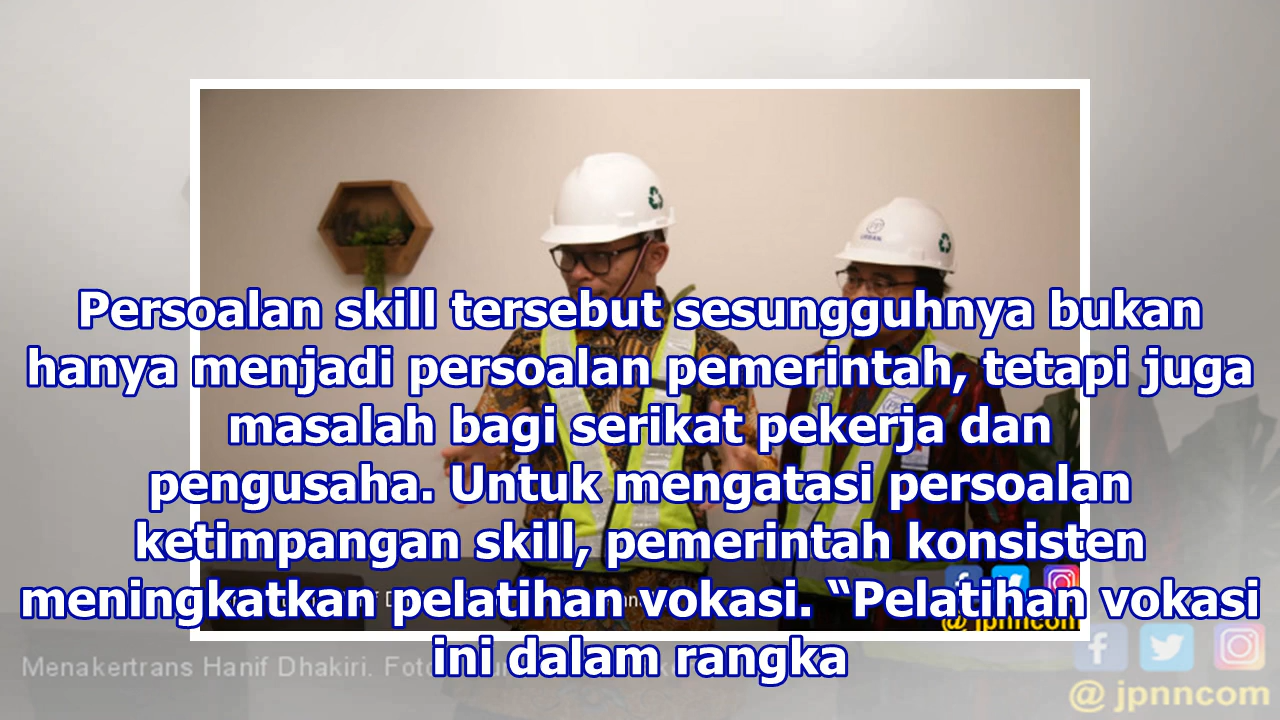 Persoalan skill tersebut sesungguhnya bukan
hanya menjadi persoalan pemerintah, tetapi juga
masalah bagi serikat pekerja dan
pengusaha. Untuk mengatasi persoalan
ketimpangan skill, pemerintah konsisten
meningkatkan pelatihan vokasi. “Pelatihan vokasi
ini dalam rangka
Menakertrans Hanif Dhakiri. Foto
@ jpnncom
@ jpnncom